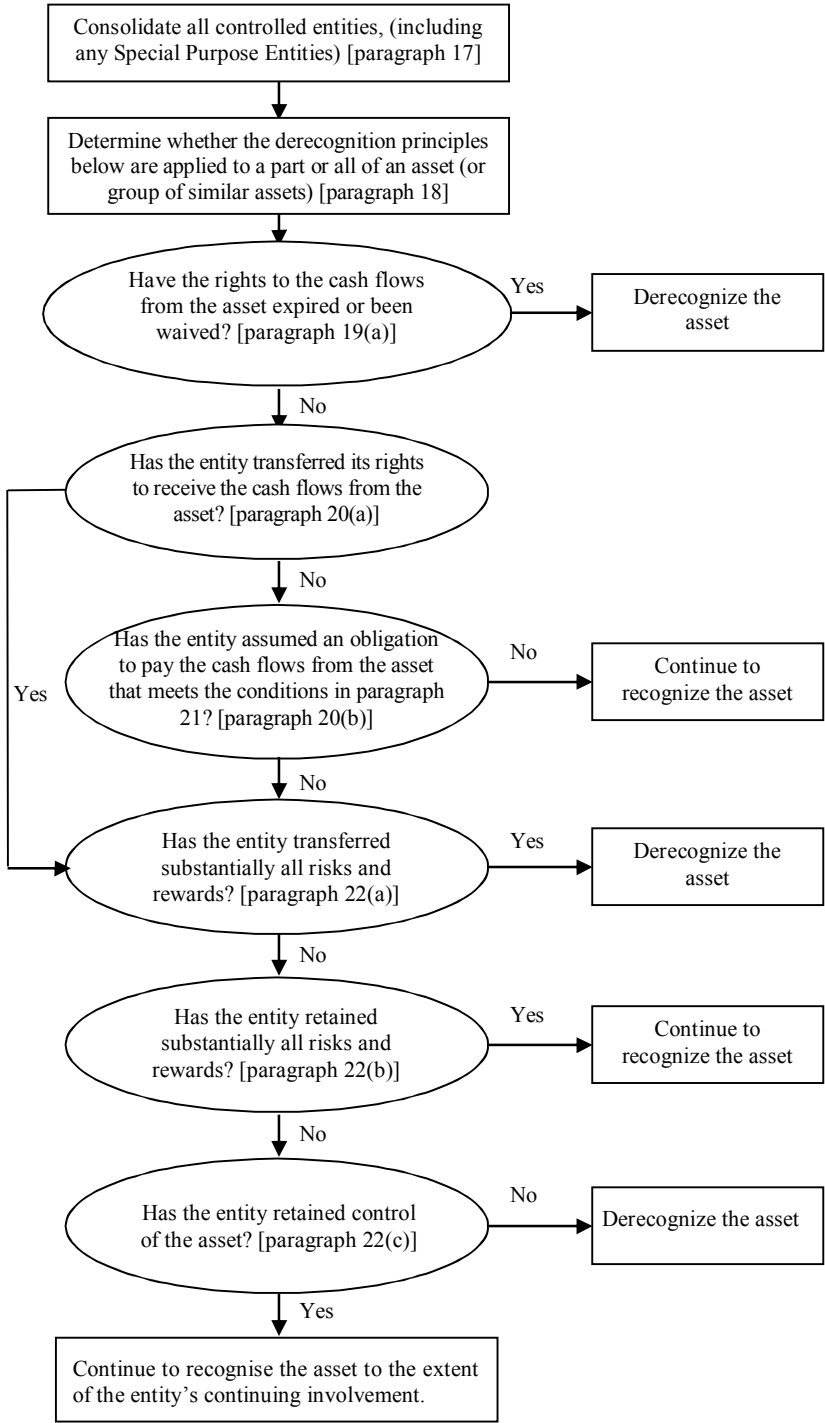 Consolidate all controlled entities, (including
any Special Purpose Entities) [paragraph 17]
Determine whether the derecognition principles
below are applied to a part or all of an asset (or
group of similar assets) [paragraph 18]
Have the rights to the cash flows
from the asset expired or been
waived? [paragraph 19(a)]
Yes
Derecognize the
asset
No
Has the entity transferred its rights
to receive the cash flows from the
asset? [paragraph 20(a)]
No
Has the entity assumed an obligation
to pay the cash flows from the asset
that meets the conditions in paragraph
21? [paragraph 20(b)]
No
Continue to
recognize the asset
Yes
No
Has the entity transferred
substantially all risks and
rewards? [paragraph 22(a)]
Yes
Derecognize the
asset
No
Has the entity retained
substantially all risks and
rewards? [paragraph 22(b)]
Yes
Continue to
recognize the asset
No
Has the entity retained control
of the asset? [paragraph 22(c)]
No
Derecognize the asset
Yes
Continue to recognise the asset to the extent
of the entity’s continuing involvement.